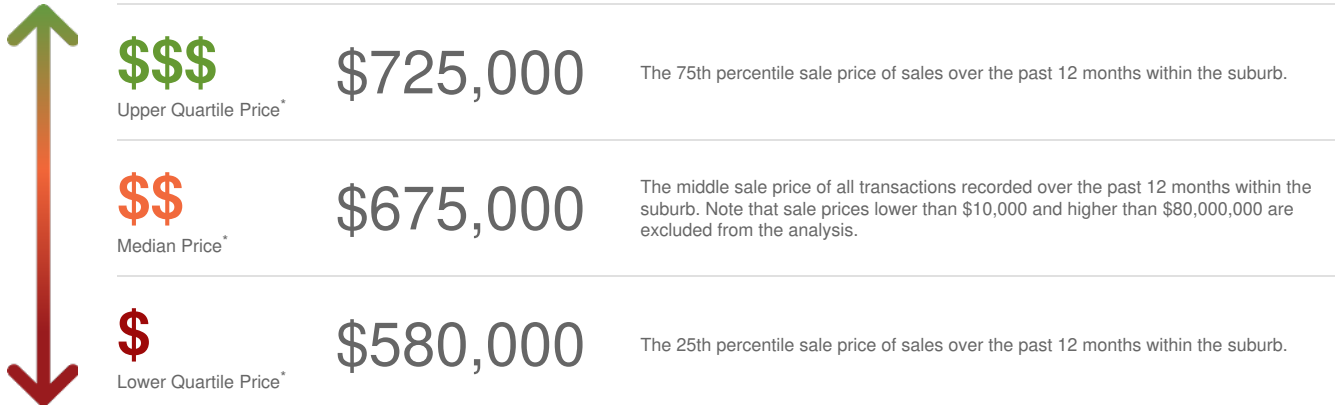 $$$
Upper Quartile Price*
$725,000
The 75th percentile sale price of sales over the past 12 months within the suburb.
$$
Median Price*
$675,000
The middle sale price of all transactions recorded over the past 12 months within the
suburb. Note that sale prices lower than $10,000 and higher than $80,000,000 are
excluded from the analysis.
$
Lower Quartile Price*
$580,000
The 25th percentile sale price of sales over the past 12 months within the suburb.